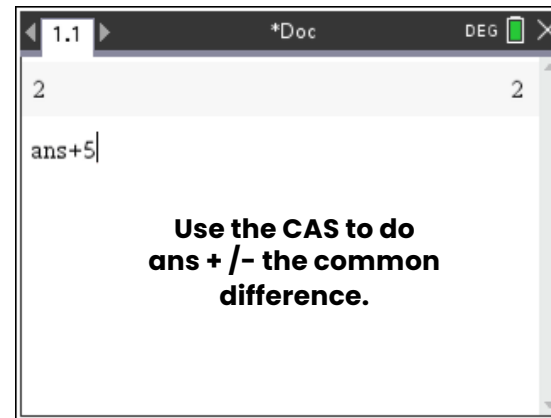 1.1 *Doc DEG
2 2
ans+5
Use the CAS to do
ans + /- the common
difference.